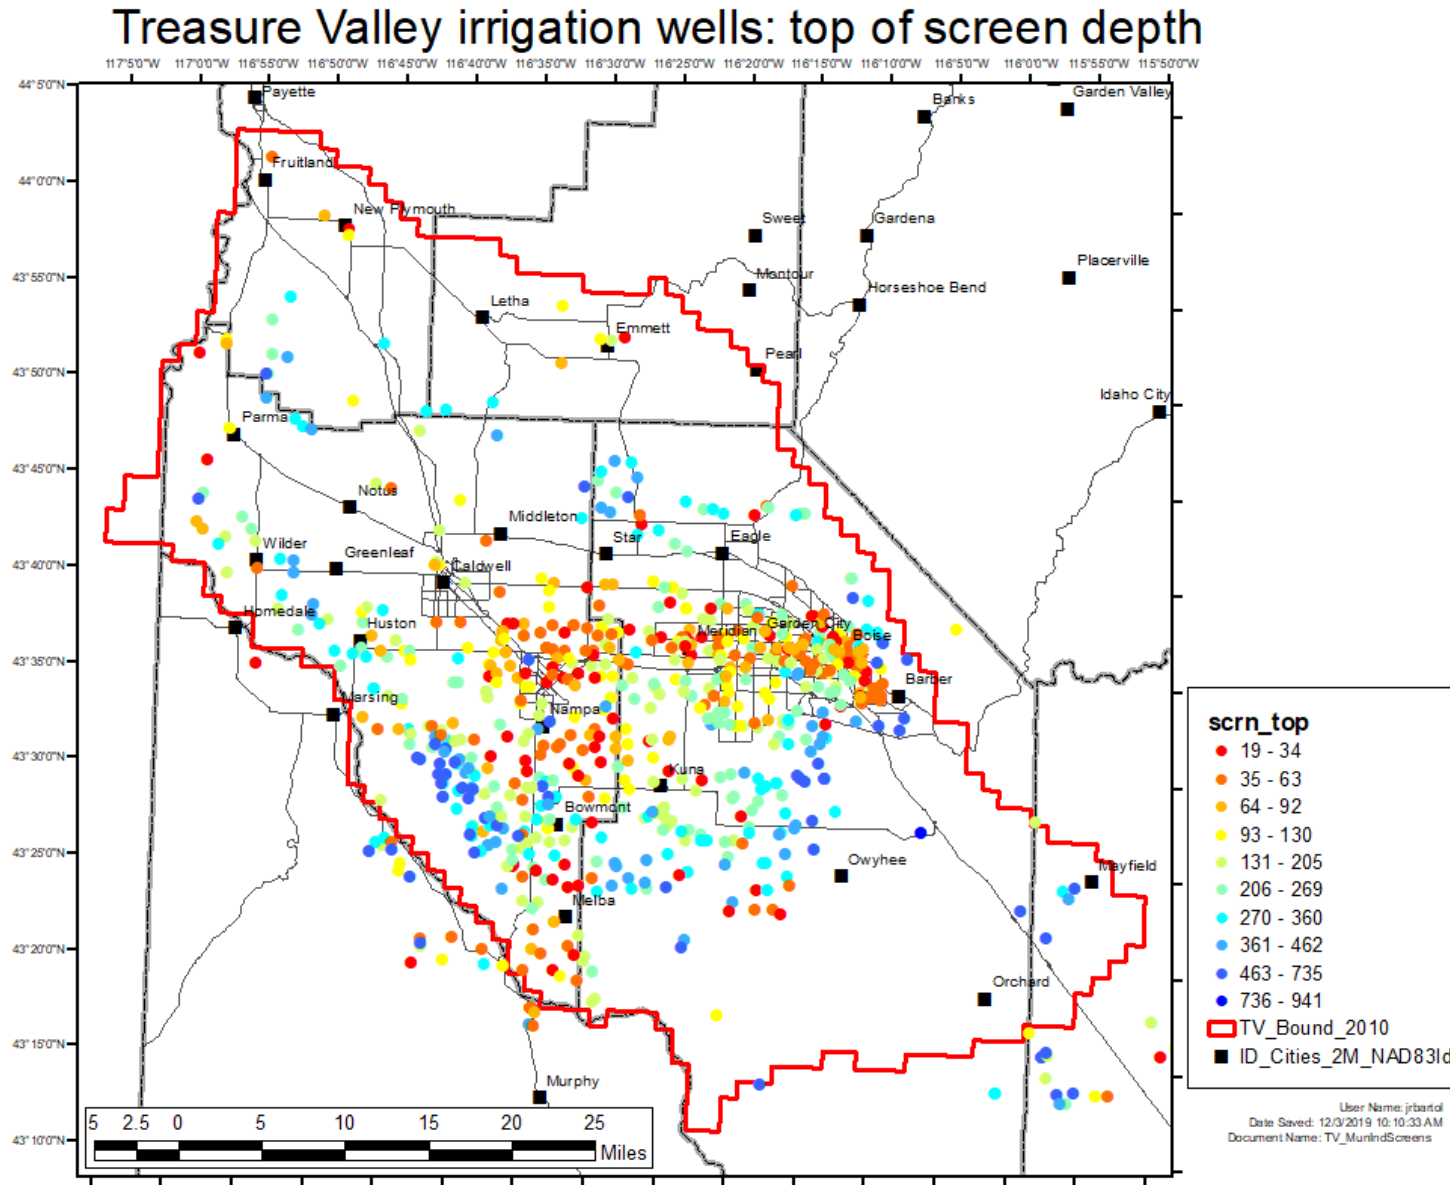 Treasure Valley irrigation wells: top of screen depth
117°5'0"W 117°0'0"W 116°55'0"W 116°50'0"W 116°45'0"W 116°40'0"W 116°35'0"W 116°30'0"W 116°25'0"W 116°20'0"W 116°15'0"W 116°10'0"W 116°5'0"W 116°0'0"W 115°55'0"W 115°50'0"W
44°5'0"N
Payette
Banks
Garden Valley
44°0'0"N
Fruitland
New Plymouth
Sweet
Gardena
43°55'0"N
Placerville
Montour
Horseshoe Bend
Letha
Emmett
43°50'0"N
Pearl
Idaho City
Parma
43°45'0"N
Notus
Middleton
Star
Eagle
43°40'0"N
Wilder
Greenleaf
Caldwell
Homedale
Huston
Meridian
Garden City
Boise
43°35'0"N
Barber
Marsing
Nampa
43°30'0"N
Kuna
Bowmont
43°25'0"N
Owyhee
Mayfield
Melba
43°20'0"N
Orchard
43°15'0"N
Murphy
43°10'0"N
5 2.5 0 5 10 15 20 25
Miles
scrn_top
19 - 34
35 - 63
64 - 92
93 - 130
131 - 205
206 - 269
270 - 360
361 - 462
463 - 735
736 - 941
TV_Bound_2010
ID_Cities_2M_NAD83Id
User Name: jrbartol
Date Saved: 12/3/2019 10:10:33 AM
Document Name: TV_MunIndScreens